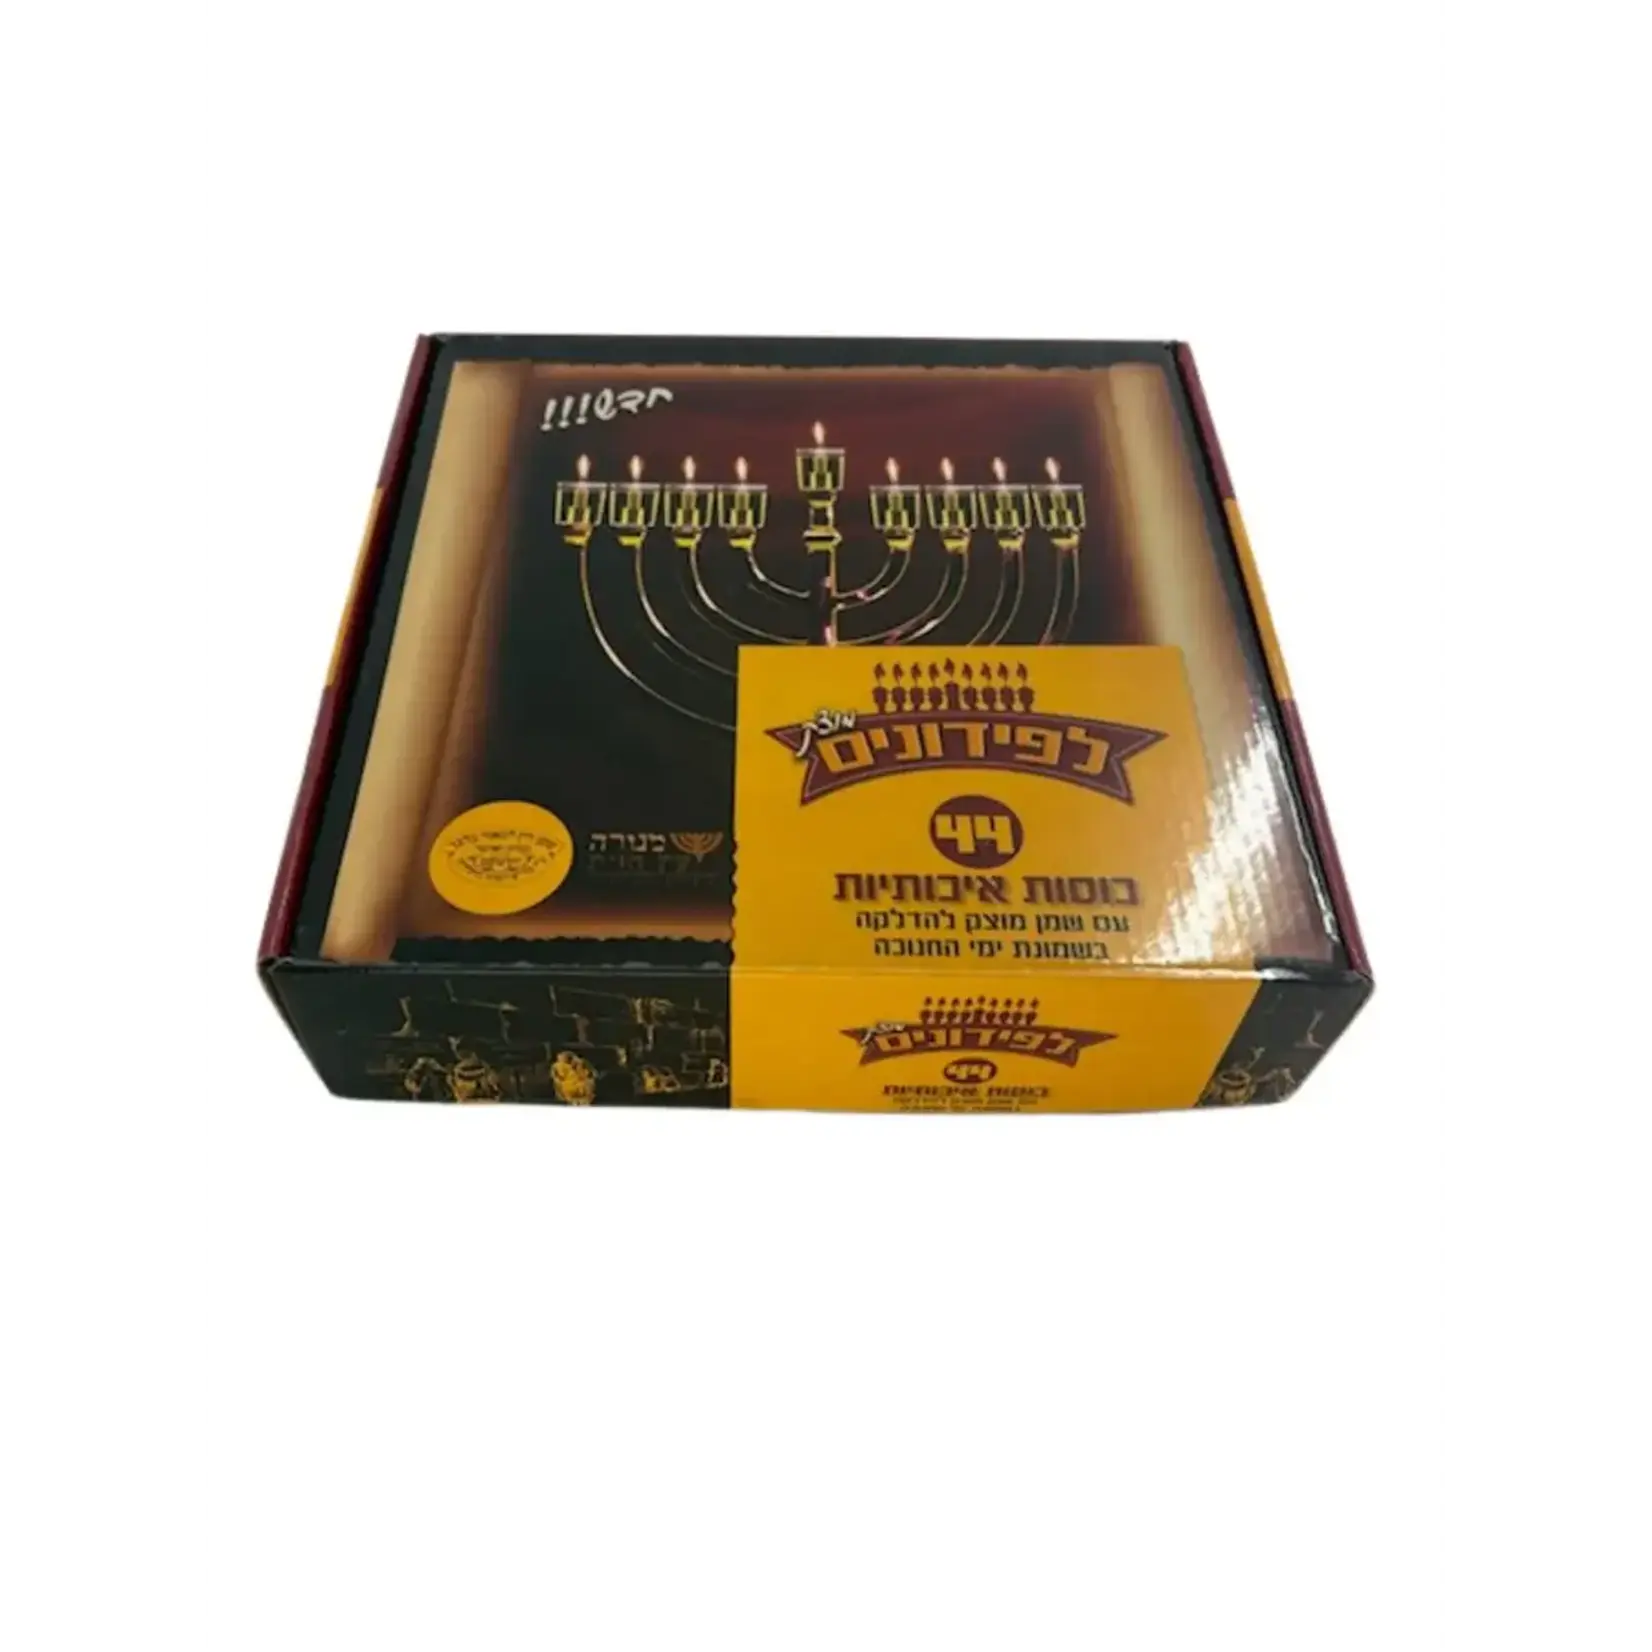 חדש!!!
לפידונים
מוצק
44
כוסות איכותיות
עם שמן מוצק להדלקה
בשמונת ימי החנוכה
מנורה
לפידונים
מוצק
44
כוסות איכותיות